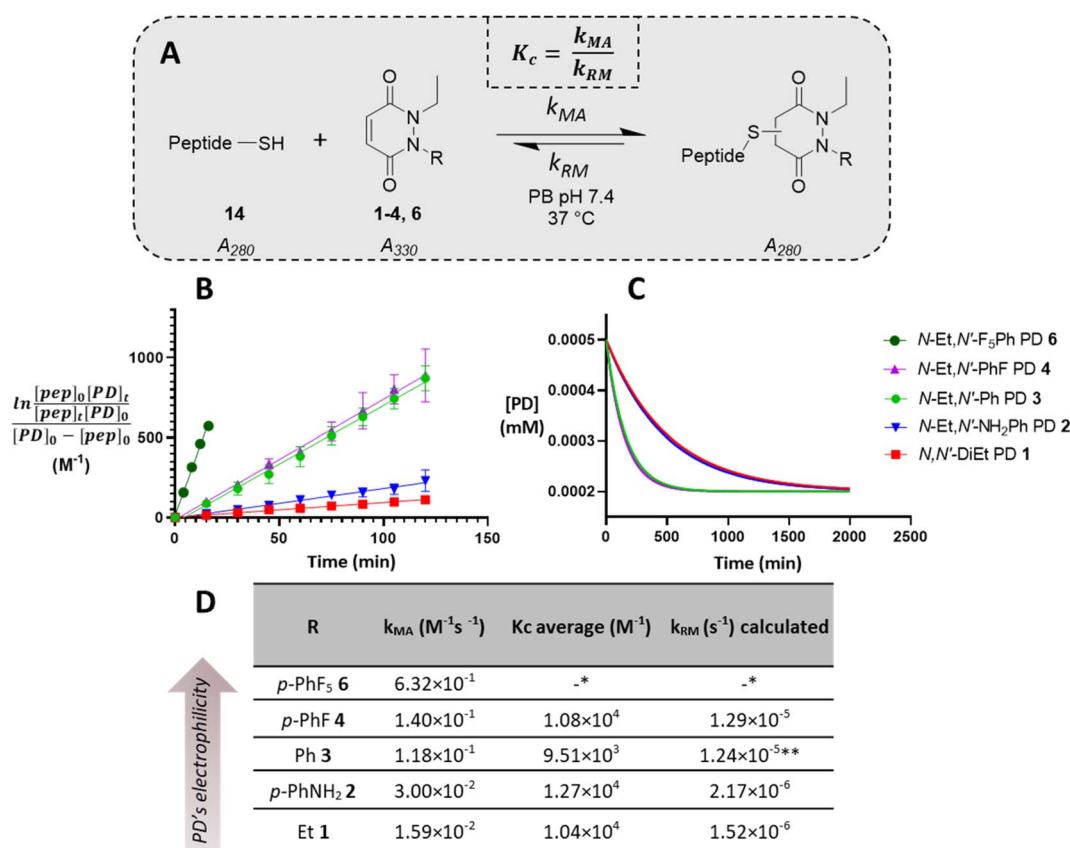 A
K_c = k_MA / k_RM
O
N
N
R
O
Peptide —SH
+
k_MA
k_RM
PB pH 7.4
37 °C
O
S
N
N
R
O
Peptide
14
1-4, 6
A280
A330
A280
B
ln [pep]0[PD]t / [pep]t[PD]0
[PD]0 − [pep]0
(M⁻¹)
1000
500
0
0
50
100
150
Time (min)
C
[PD]
(mM)
0.0005
0.0004
0.0003
0.0002
0
500
1000
1500
2000
2500
Time (min)
N-Et,N′-F5Ph PD 6
N-Et,N′-PhF PD 4
N-Et,N′-Ph PD 3
N-Et,N′-NH2Ph PD 2
N,N′-DiEt PD 1
D
PD's electrophilicity
R kMA (M⁻¹s ⁻¹) Kc average (M⁻¹) kRM (s⁻¹) calculated
p-PhF5 6 6.32×10⁻¹ -* -*
p-PhF 4 1.40×10⁻¹ 1.08×10⁴ 1.29×10⁻⁵
Ph 3 1.18×10⁻¹ 9.51×10³ 1.24×10⁻⁵**
p-PhNH2 2 3.00×10⁻² 1.27×10⁴ 2.17×10⁻⁶
Et 1 1.59×10⁻² 1.04×10⁴ 1.52×10⁻⁶